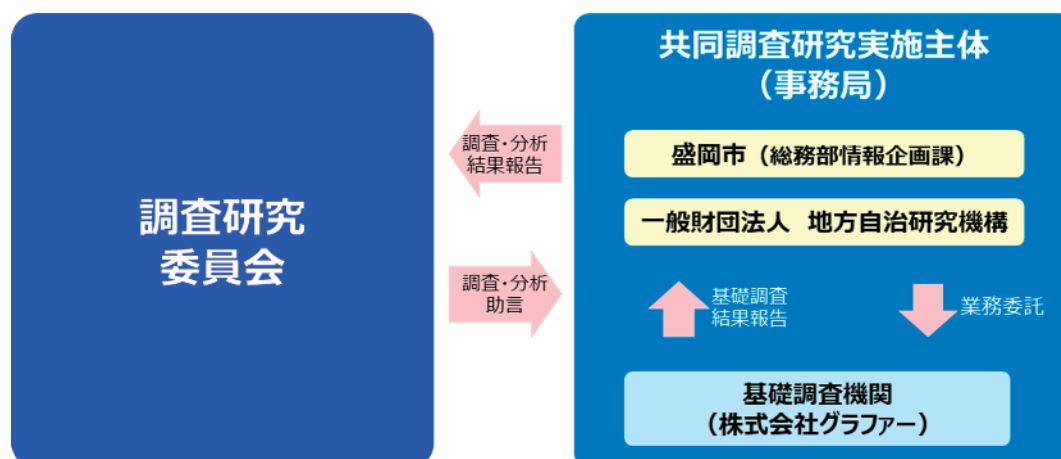 調査研究
委員会
調査・分析
結果報告
調査・分析
助言
共同調査研究実施主体
（事務局）
盛岡市（総務部情報企画課）
一般財団法人 地方自治研究機構
基礎調査
結果報告
業務委託
基礎調査機関
（株式会社グラファー）